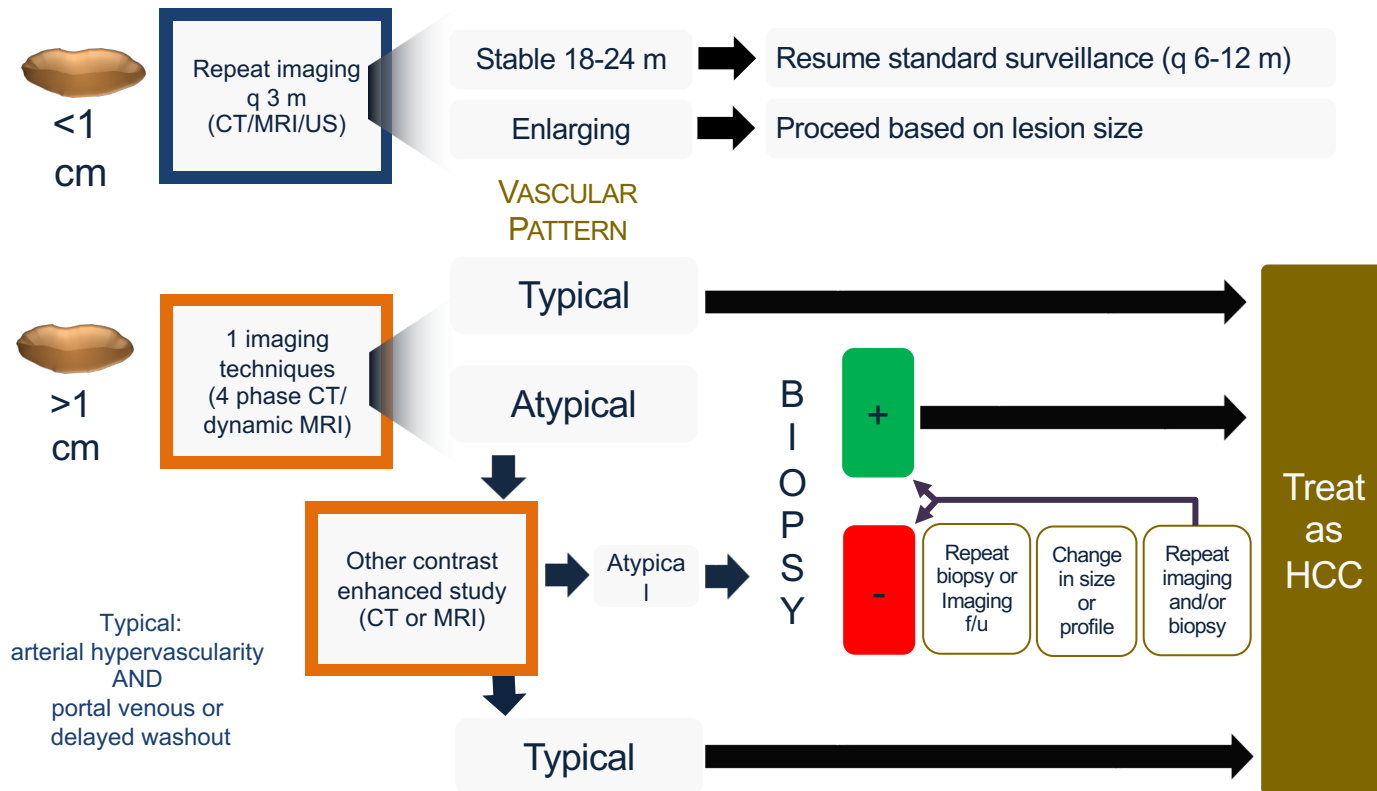 <1
cm
Repeat imaging
q 3 m
(CT/MRI/US)
Stable 18-24 m
Resume standard surveillance (q 6-12 m)
Enlarging
Proceed based on lesion size
VASCULAR
PATTERN
>1
cm
1 imaging
techniques
(4 phase CT/
dynamic MRI)
Typical
Atypical
Other contrast
enhanced study
(CT or MRI)
Atypica
l
B
I
O
P
S
Y
+
-
Repeat
biopsy or
Imaging
f/u
Change
in size
or
profile
Repeat
imaging
and/or
biopsy
Treat
as
HCC
Typical:
arterial hypervascularity
AND
portal venous or
delayed washout
Typical